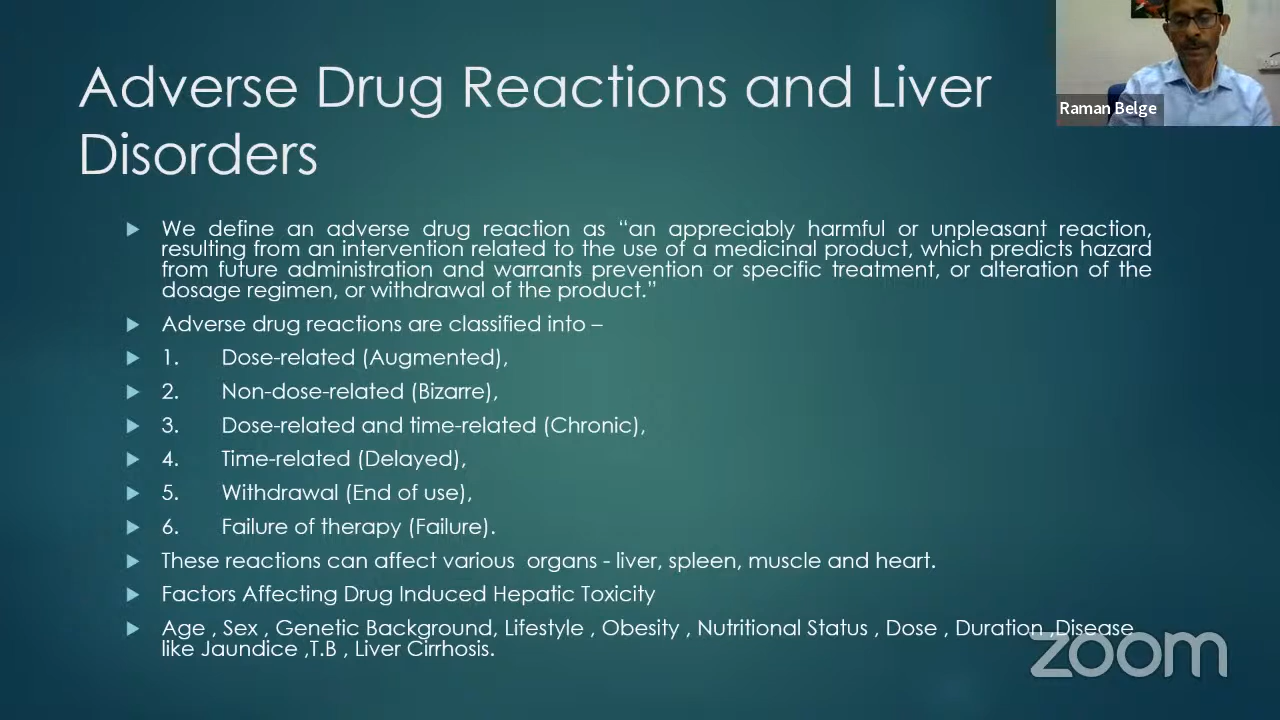 Adverse Drug Reactions and Liver
Disorders
Raman Belge
We define an adverse drug reaction as “an appreciably harmful or unpleasant reaction,
resulting from an intervention related to the use of a medicinal product, which predicts hazard
from future administration and warrants prevention or specific treatment, or alteration of the
dosage regimen, or withdrawal of the product.”
Adverse drug reactions are classified into –
1. Dose-related (Augmented),
2. Non-dose-related (Bizarre),
3. Dose-related and time-related (Chronic),
4. Time-related (Delayed),
5. Withdrawal (End of use),
6. Failure of therapy (Failure).
These reactions can affect various  organs - liver, spleen, muscle and heart.
Factors Affecting Drug Induced Hepatic Toxicity
Age , Sex , Genetic Background, Lifestyle , Obesity , Nutritional Status , Dose , Duration ,Disease
like Jaundice ,T.B , Liver Cirrhosis.
zoom